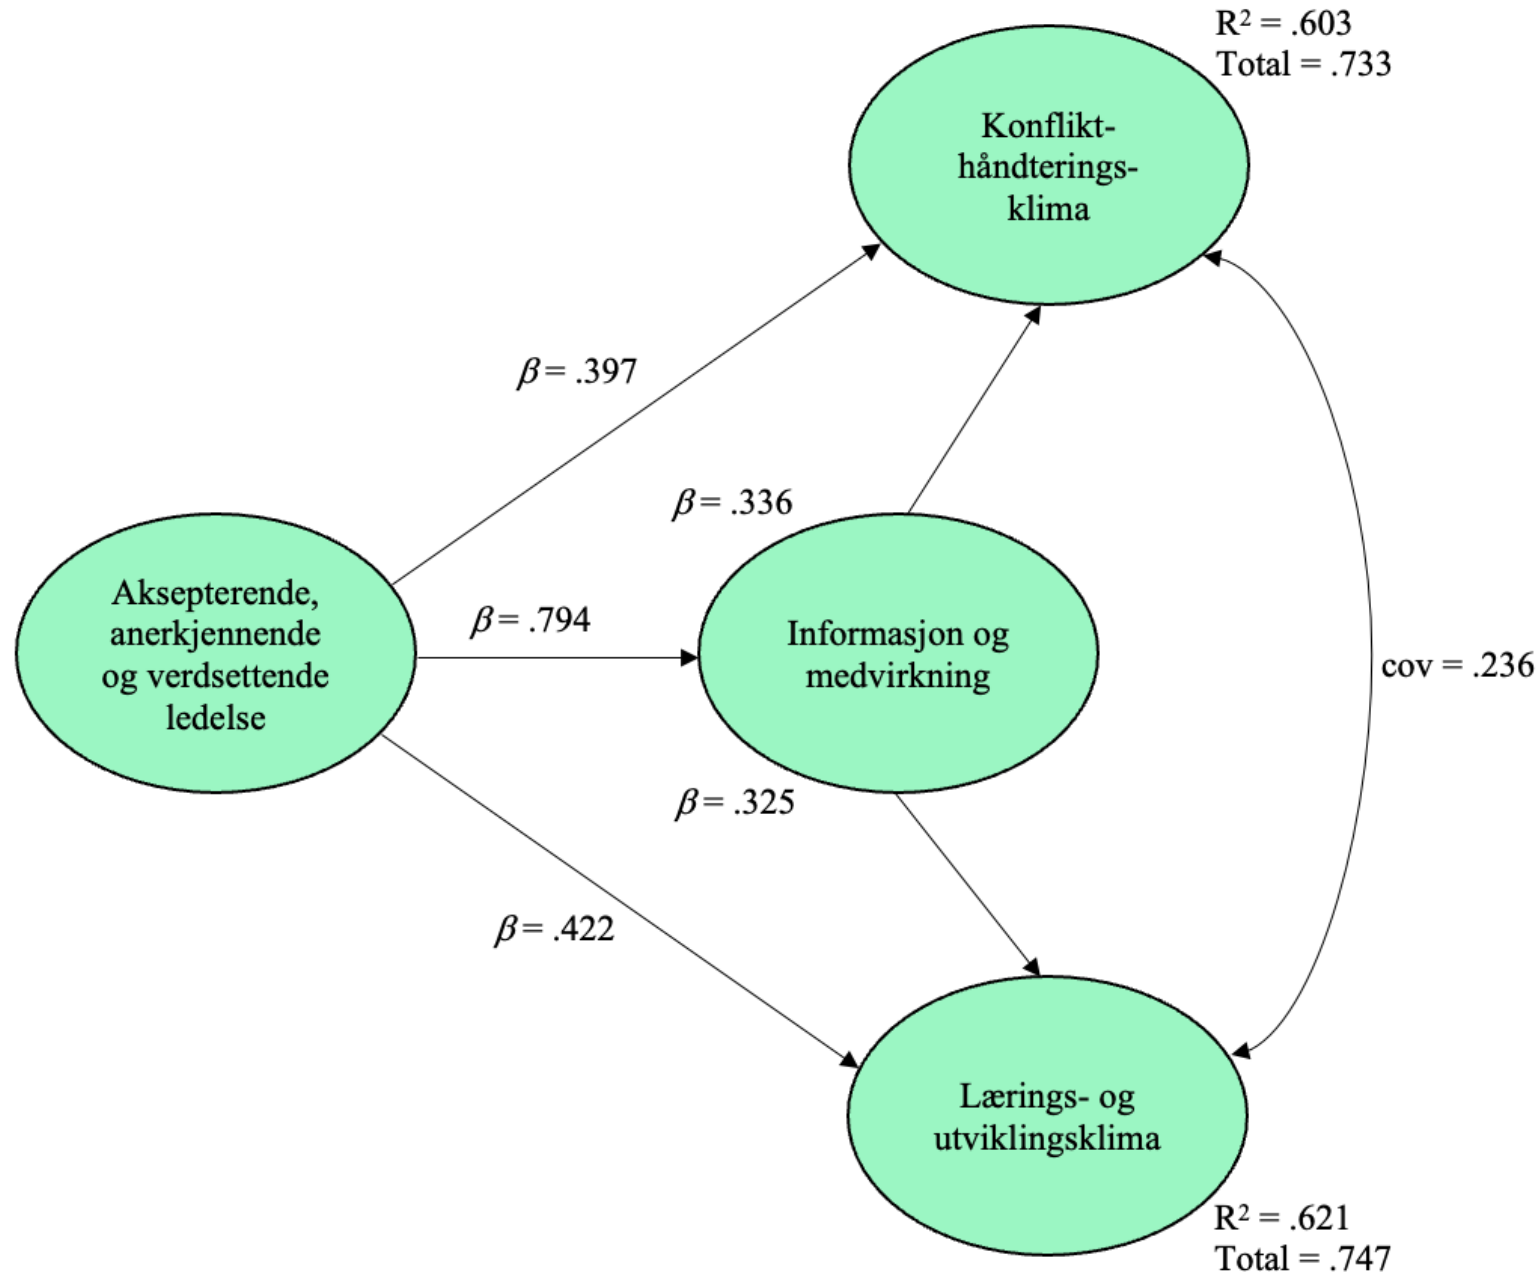 R² = .603
Total = .733
Konflikt-
håndterings-
klima
β = .397
β = .336
Aksepterende,
anerkjennende
og verdsettende
ledelse
β = .794
Informasjon og
medvirkning
cov = .236
β = .325
β = .422
Lærings- og
utviklingsklima
R² = .621
Total = .747